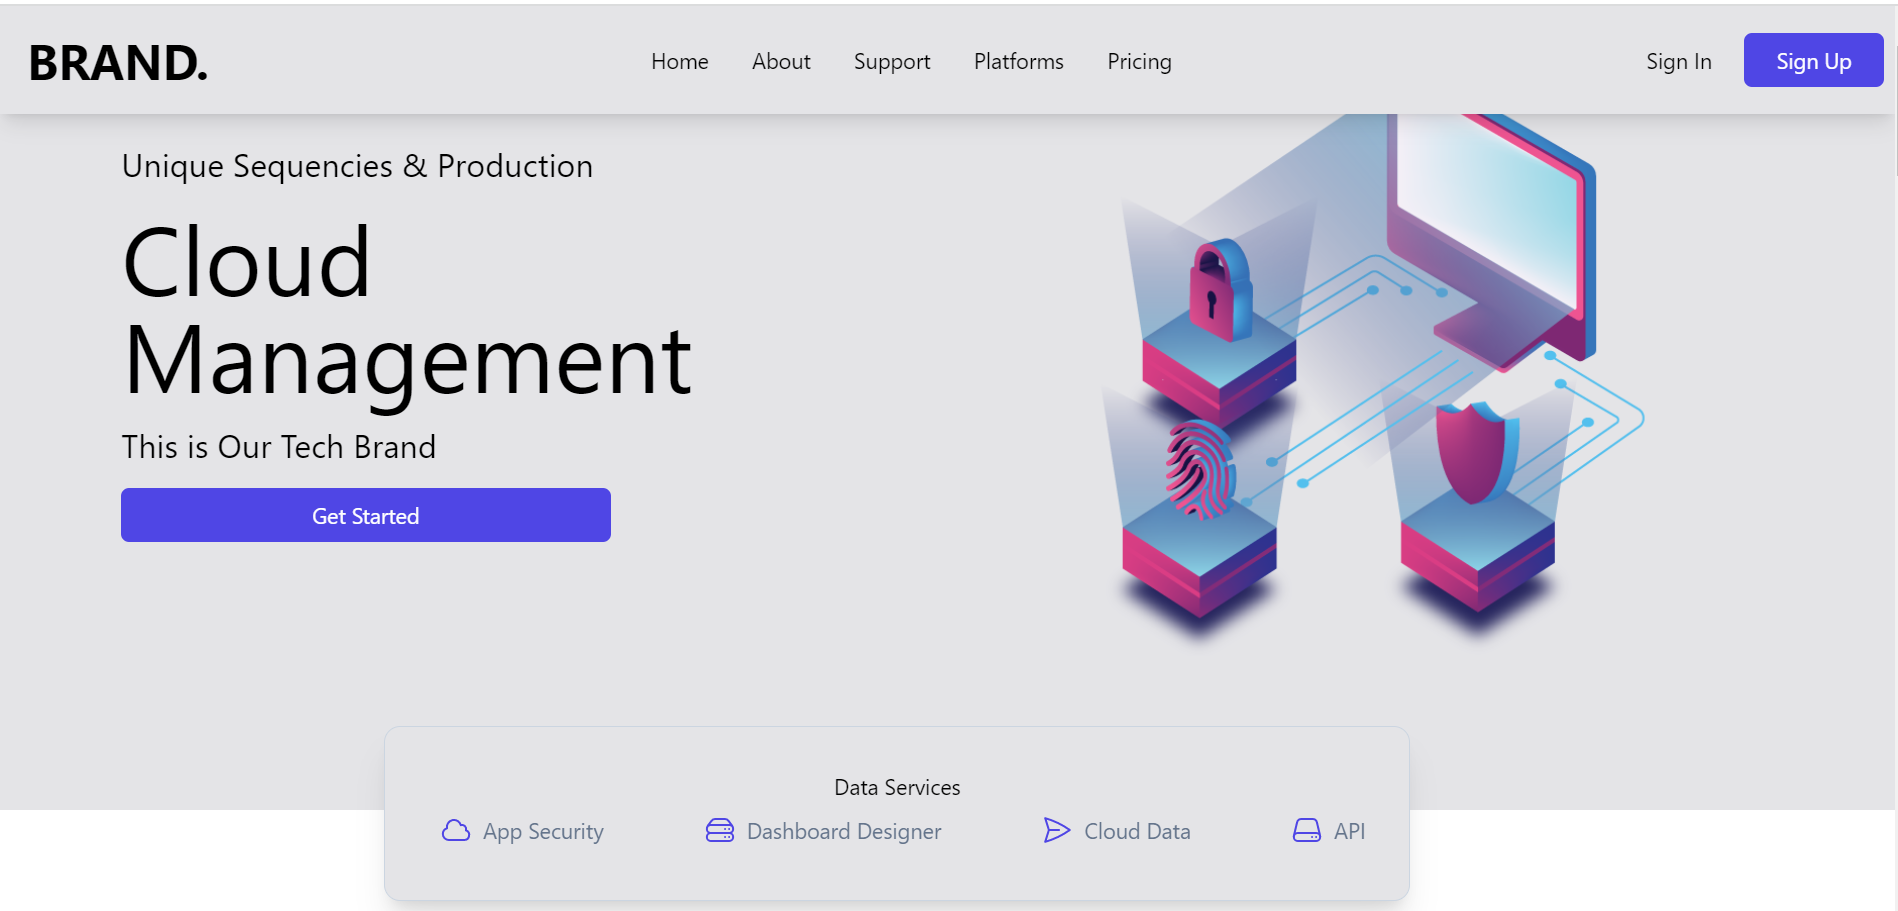 BRAND.
Home About Support Platforms Pricing
Sign In Sign Up
Unique Sequencies & Production
Cloud
Management
This is Our Tech Brand
Get Started
Data Services
App Security Dashboard Designer Cloud Data API